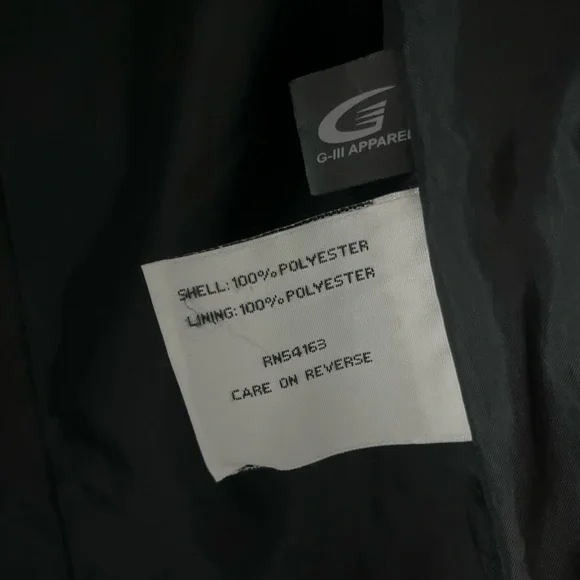 G-III APPAREL
SHELL: 100% POLYESTER
LINING: 100% POLYESTER
RN54163
CARE ON REVERSE